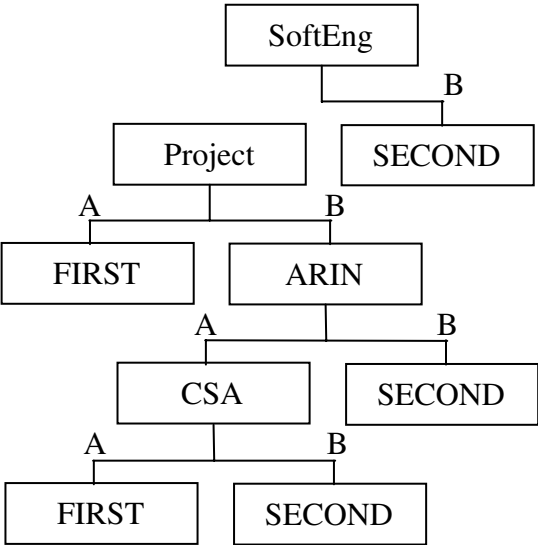 SoftEng
B
Project
SECOND
A B
FIRST
ARIN
A B
CSA
SECOND
A B
FIRST
SECOND